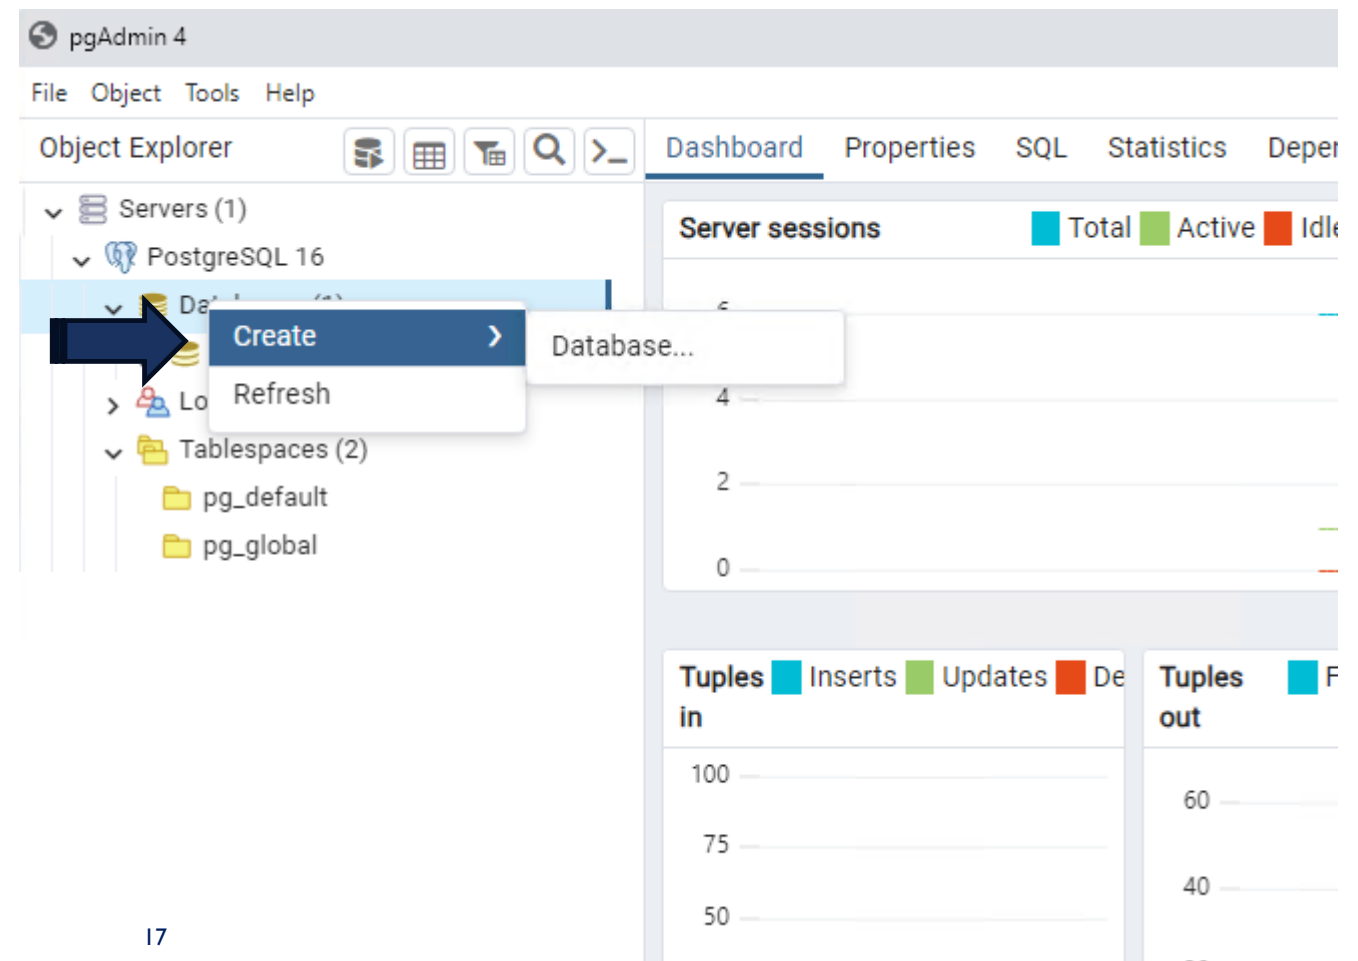 pgAdmin 4
File Object Tools Help
Object Explorer
Dashboard Properties SQL Statistics
Servers (1)
PostgreSQL 16
Create
Refresh
Database...
Tablespaces (2)
pg_default
pg_global
Server sessions Total Active
4
2
0
Tuples in Inserts Updates
100
75
50
Tuples out
60
40
17